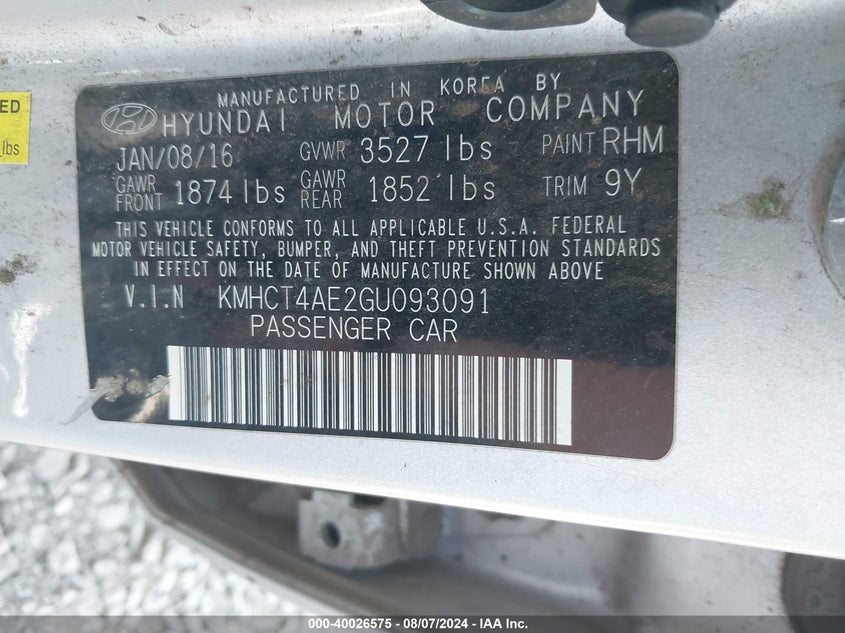 MANUFACTURED IN KOREA BY
HYUNDAI MOTOR COMPANY
JAN/08/16 GVWR 3527 lbs PAINT RHM
GAWR FRONT 1874 lbs GAWR REAR 1852 lbs TRIM 9Y
THIS VEHICLE CONFORMS TO ALL APPLICABLE U.S.A. FEDERAL
MOTOR VEHICLE SAFETY, BUMPER, AND THEFT PREVENTION STANDARDS
IN EFFECT ON THE DATE OF MANUFACTURE SHOWN ABOVE
V.I.N KMHCT4AE2GU093091
PASSENGER CAR
lbs
000-40026575 - 08/07/2024 - IAA Inc.